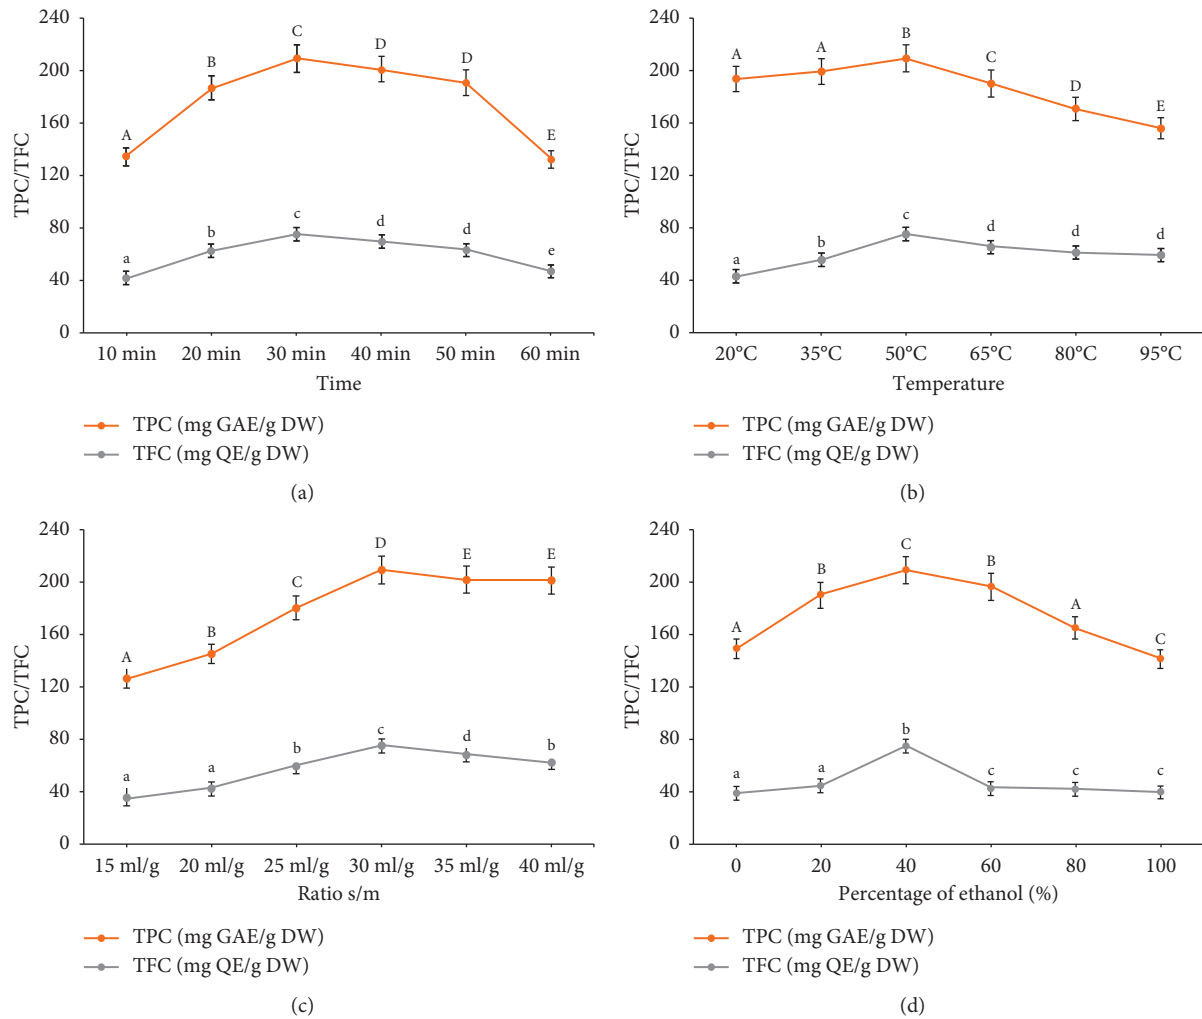 240
200
160
120
80
40
0
TPC/TFC
A
B
C
D
D
E
a
b
c
d
d
e
10 min 20 min 30 min 40 min 50 min 60 min
Time
TPC (mg GAE/g DW)
TFC (mg QE/g DW)
(a)
240
200
160
120
80
40
0
TPC/TFC
A
A
B
C
D
E
a
b
c
d
d
d
20°C 35°C 50°C 65°C 80°C 95°C
Temperature
TPC (mg GAE/g DW)
TFC (mg QE/g DW)
(b)
240
200
160
120
80
40
0
TPC/TFC
A
B
C
D
E
E
a
a
b
c
d
b
15 ml/g 20 ml/g 25 ml/g 30 ml/g 35 ml/g 40 ml/g
Ratio s/m
TPC (mg GAE/g DW)
TFC (mg QE/g DW)
(c)
240
200
160
120
80
40
0
TPC/TFC
A
B
C
B
A
C
a
a
b
c
c
c
0 20 40 60 80 100
Percentage of ethanol (%)
TPC (mg GAE/g DW)
TFC (mg QE/g DW)
(d)